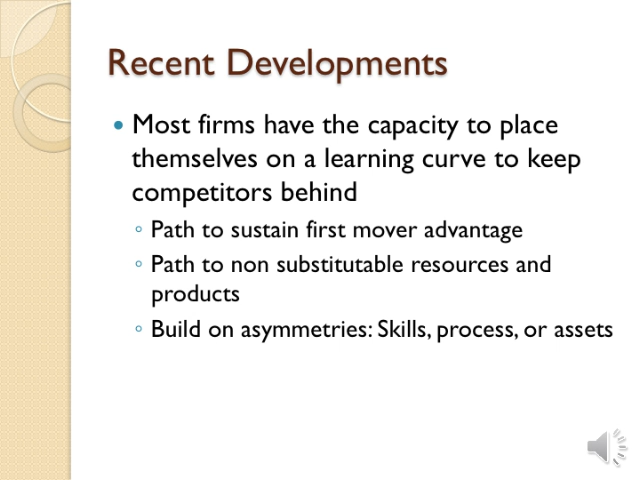 Recent Developments
Most firms have the capacity to place
themselves on a learning curve to keep
competitors behind
Path to sustain first mover advantage
Path to non substitutable resources and
products
Build on asymmetries: Skills, process, or assets